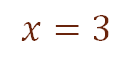 x = 3